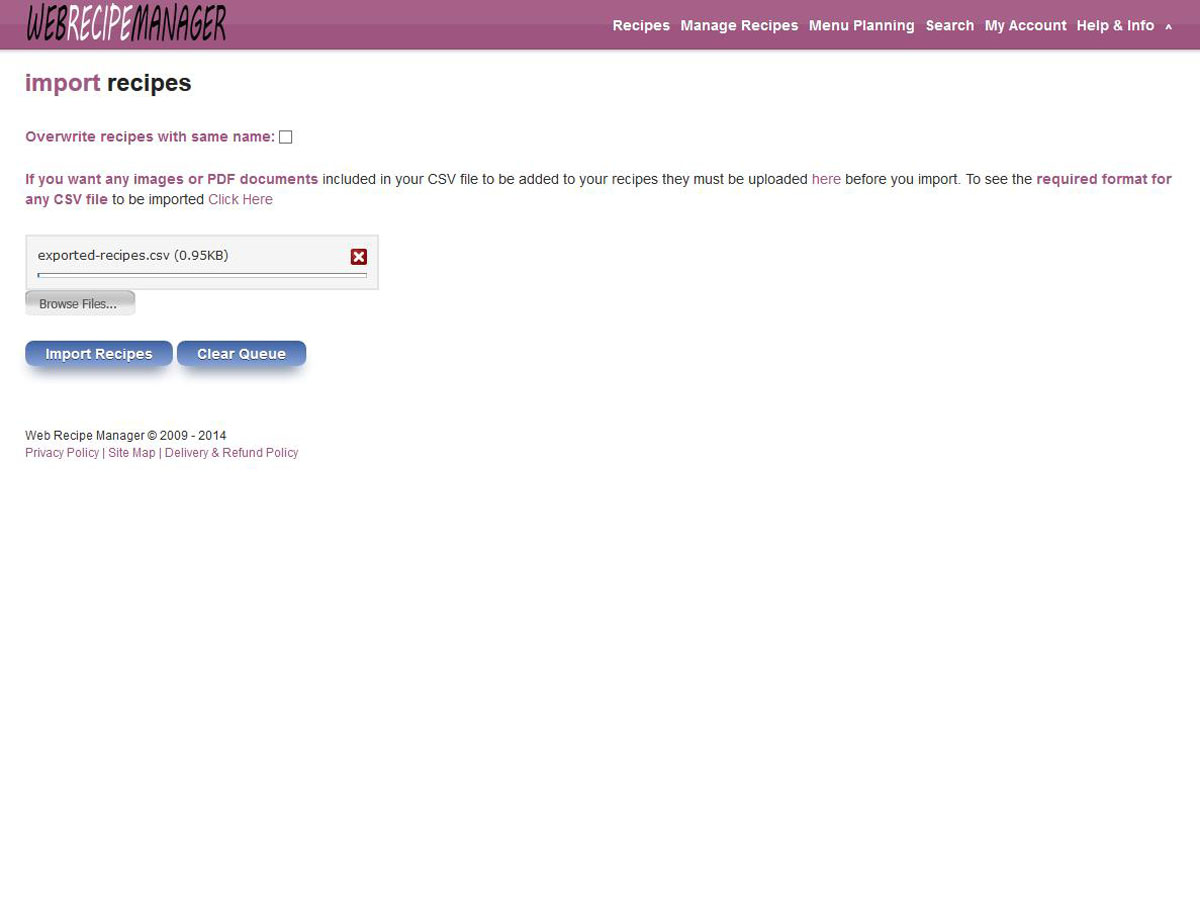 WEBRECIPEMANAGER
Recipes Manage Recipes Menu Planning Search My Account Help & Info ^
import recipes
Overwrite recipes with same name:
If you want any images or PDF documents included in your CSV file to be added to your recipes they must be uploaded here before you import. To see the required format for
any CSV file to be imported Click Here
exported-recipes.csv (0.95KB)
Browse Files...
Import Recipes Clear Queue
Web Recipe Manager © 2009 - 2014
Privacy Policy | Site Map | Delivery & Refund Policy